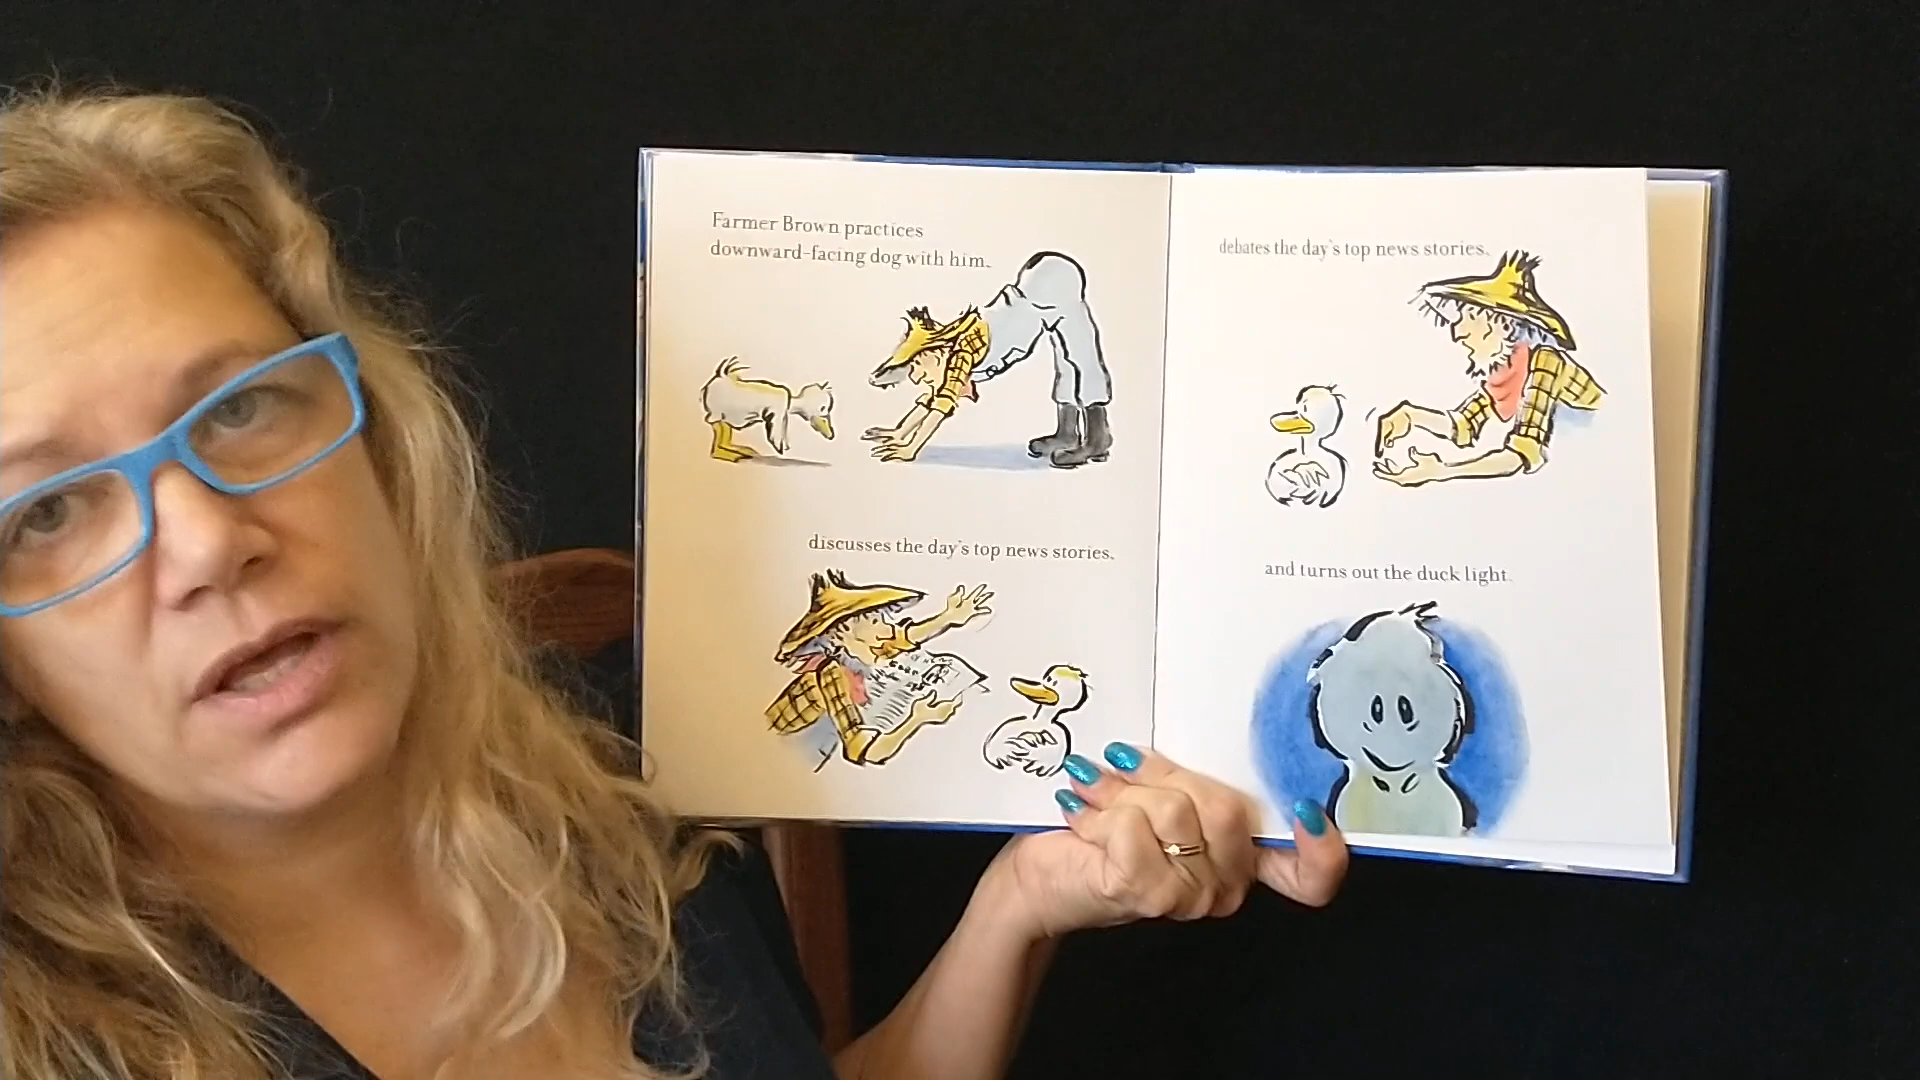 Farmer Brown practices
downward-facing dog with him.
discusses the day's top news stories.
debates the day's top news stories.
and turns out the duck light.